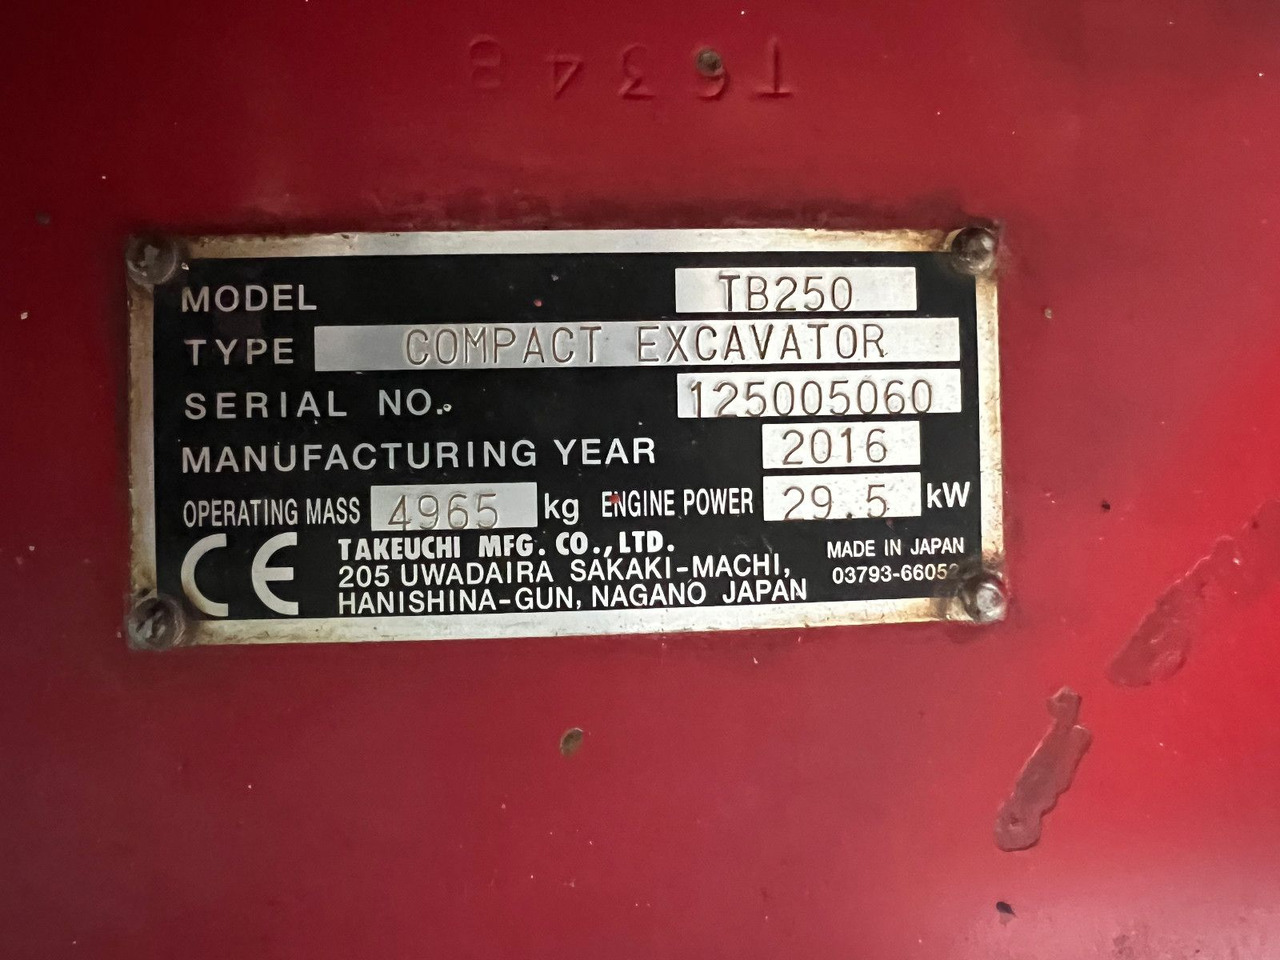 T6348
MODEL TB250
TYPE COMPACT EXCAVATOR
SERIAL NO. 125005060
MANUFACTURING YEAR 2016
OPERATING MASS 4965 kg ENGINE POWER 29.5 kW
CE TAKEUCHI MFG. CO., LTD.
205 UWADAIRA SAKAKI-MACHI,
HANISHINA-GUN, NAGANO JAPAN
MADE IN JAPAN